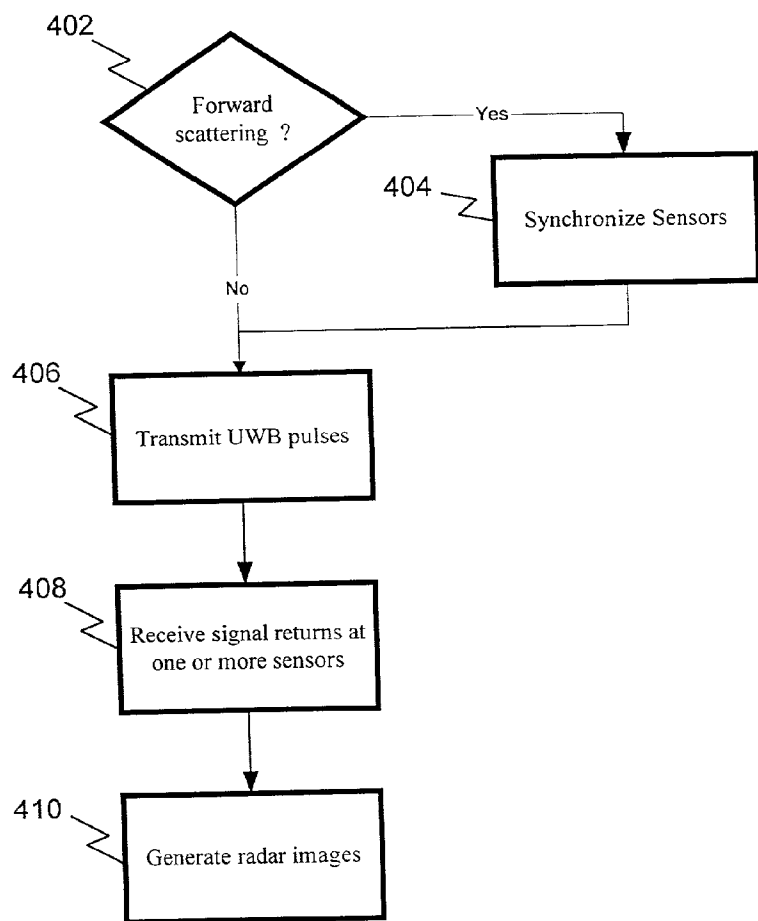 402
Forward
scattering ?
Yes
404
Synchronize Sensors
No
406
Transmit UWB pulses
408
Receive signal returns at
one or more sensors
410
Generate radar images